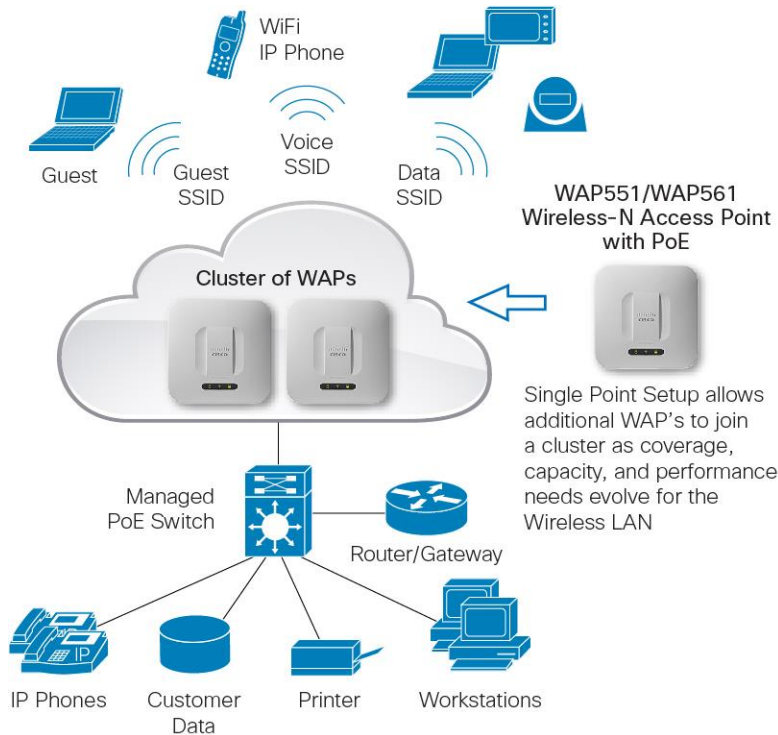 WiFi
IP Phone
Guest
Guest
SSID
Voice
SSID
Data
SSID
Cluster of WAPs
WAP551/WAP561
Wireless-N Access Point
with PoE
Single Point Setup allows
additional WAP's to join
a cluster as coverage,
capacity, and performance
needs evolve for the
Wireless LAN
Managed
PoE Switch
Router/Gateway
IP
IP Phones
Customer
Data
Printer
Workstations